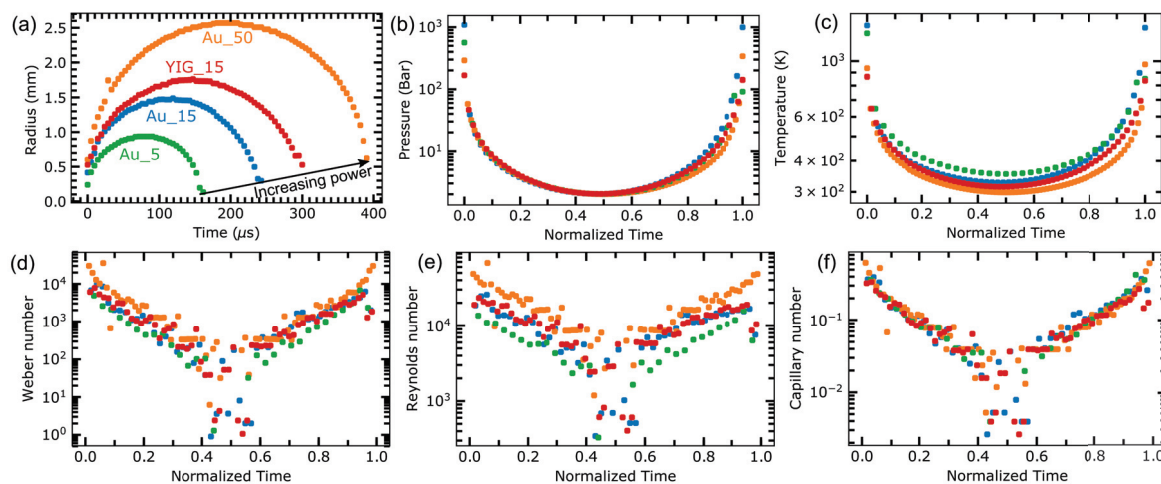 (a)
Radius (mm)
2.5
2.0
1.5
1.0
0.5
0.0
Au_50
YIG_15
Au_15
Au_5
Increasing power
0 100 200 300 400
Time (μs)
(b)
Pressure (Bar)
10³
10²
10¹
0.0 0.2 0.4 0.6 0.8 1.0
Normalized Time
(c)
Temperature (K)
10³
6 × 10²
4 × 10²
3 × 10²
0.0 0.2 0.4 0.6 0.8 1.0
Normalized Time
(d)
Weber number
10⁴
10³
10²
10¹
10⁰
0.0 0.2 0.4 0.6 0.8 1.0
Normalized Time
(e)
Reynolds number
10⁴
10³
0.0 0.2 0.4 0.6 0.8 1.0
Normalized Time
(f)
Capillary number
10⁻¹
10⁻²
0.0 0.2 0.4 0.6 0.8 1.0
Normalized Time